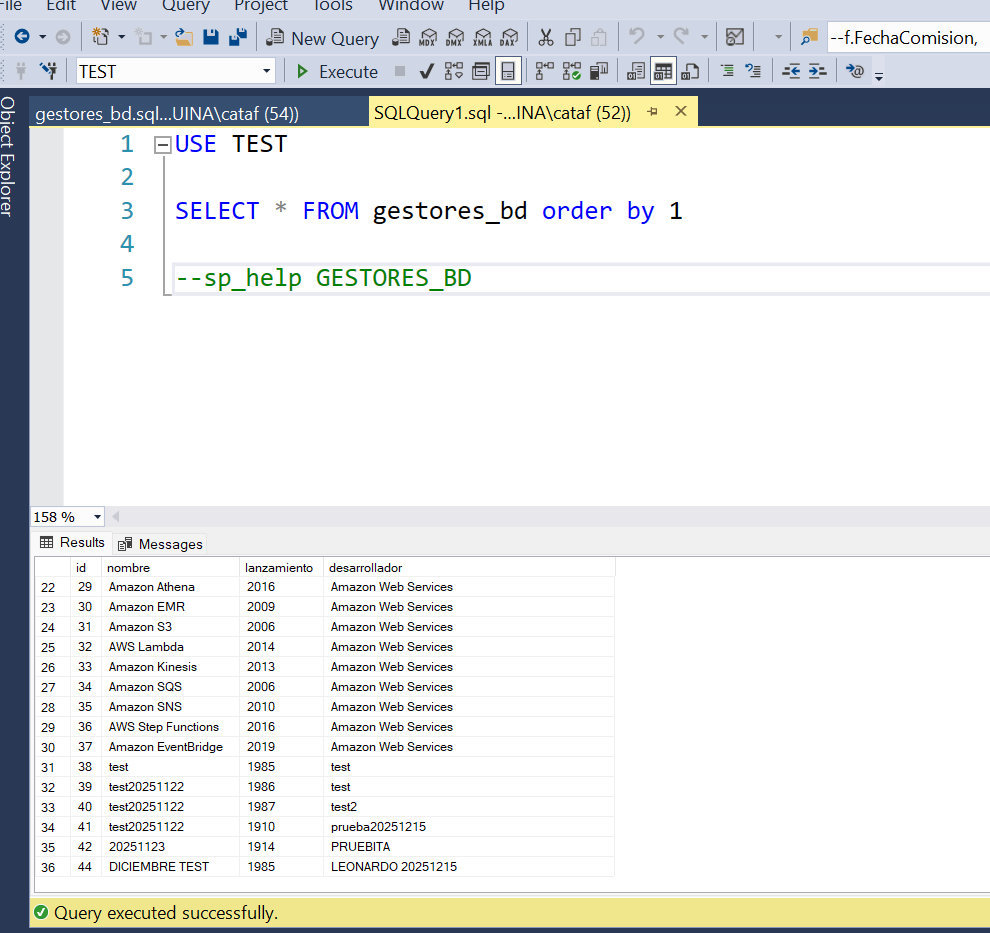 File Edit View Query Project Tools Window Help
New Query MDX DMX XMLA DAX --f.FechaComision,
TEST Execute
Object Explorer
gestores_bd.sql...UINA\cataf (54)) SQLQuery1.sql -...INA\cataf (52))
1 USE TEST
2
3 SELECT * FROM gestores_bd order by 1
4
5 --sp_help GESTORES_BD
158 %
Results Messages
id nombre lanzamiento desarrollador
22 29 Amazon Athena 2016 Amazon Web Services
23 30 Amazon EMR 2009 Amazon Web Services
24 31 Amazon S3 2006 Amazon Web Services
25 32 AWS Lambda 2014 Amazon Web Services
26 33 Amazon Kinesis 2013 Amazon Web Services
27 34 Amazon SQS 2006 Amazon Web Services
28 35 Amazon SNS 2010 Amazon Web Services
29 36 AWS Step Functions 2016 Amazon Web Services
30 37 Amazon EventBridge 2019 Amazon Web Services
31 38 test 1985 test
32 39 test20251122 1986 test
33 40 test20251122 1987 test2
34 41 test20251122 1910 prueba20251215
35 42 20251123 1914 PRUEBITA
36 44 DICIEMBRE TEST 1985 LEONARDO 20251215
Query executed successfully.